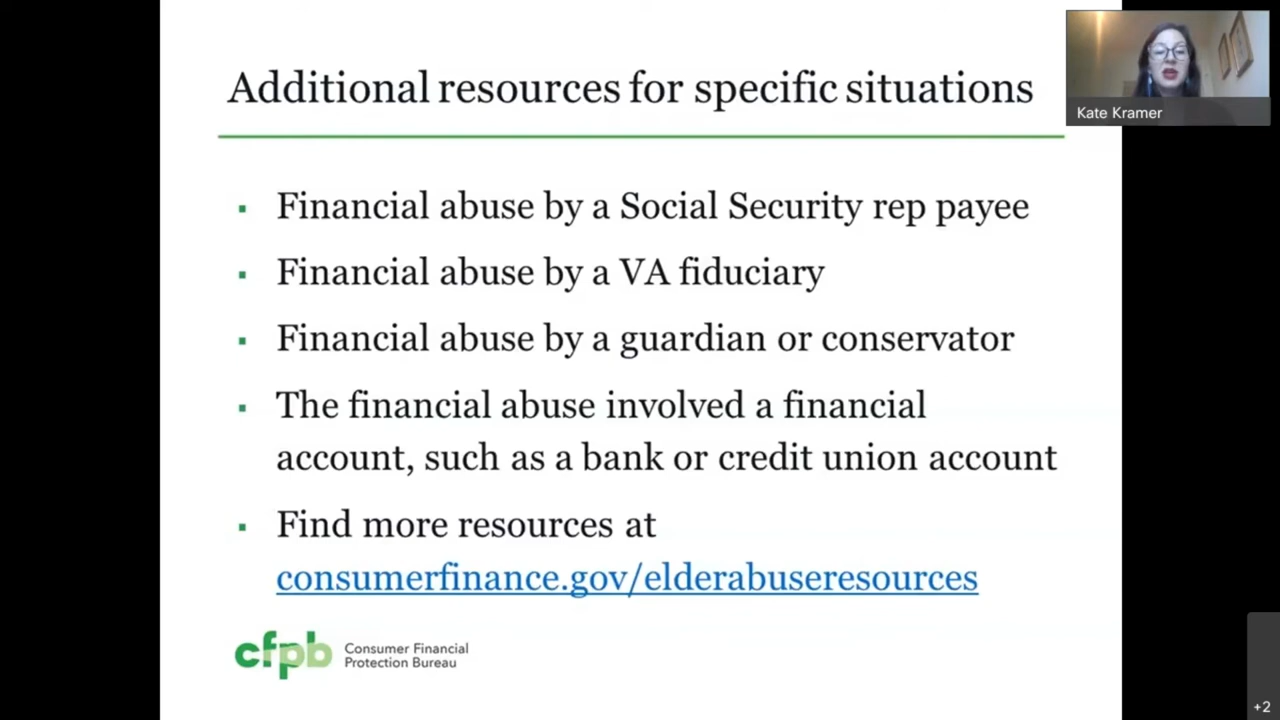 Additional resources for specific situations
Kate Kramer
▪ Financial abuse by a Social Security rep payee
▪ Financial abuse by a VA fiduciary
▪ Financial abuse by a guardian or conservator
▪ The financial abuse involved a financial
account, such as a bank or credit union account
▪ Find more resources at
consumerfinance.gov/elderabuseresources
cfpb
Consumer Financial
Protection Bureau
+2